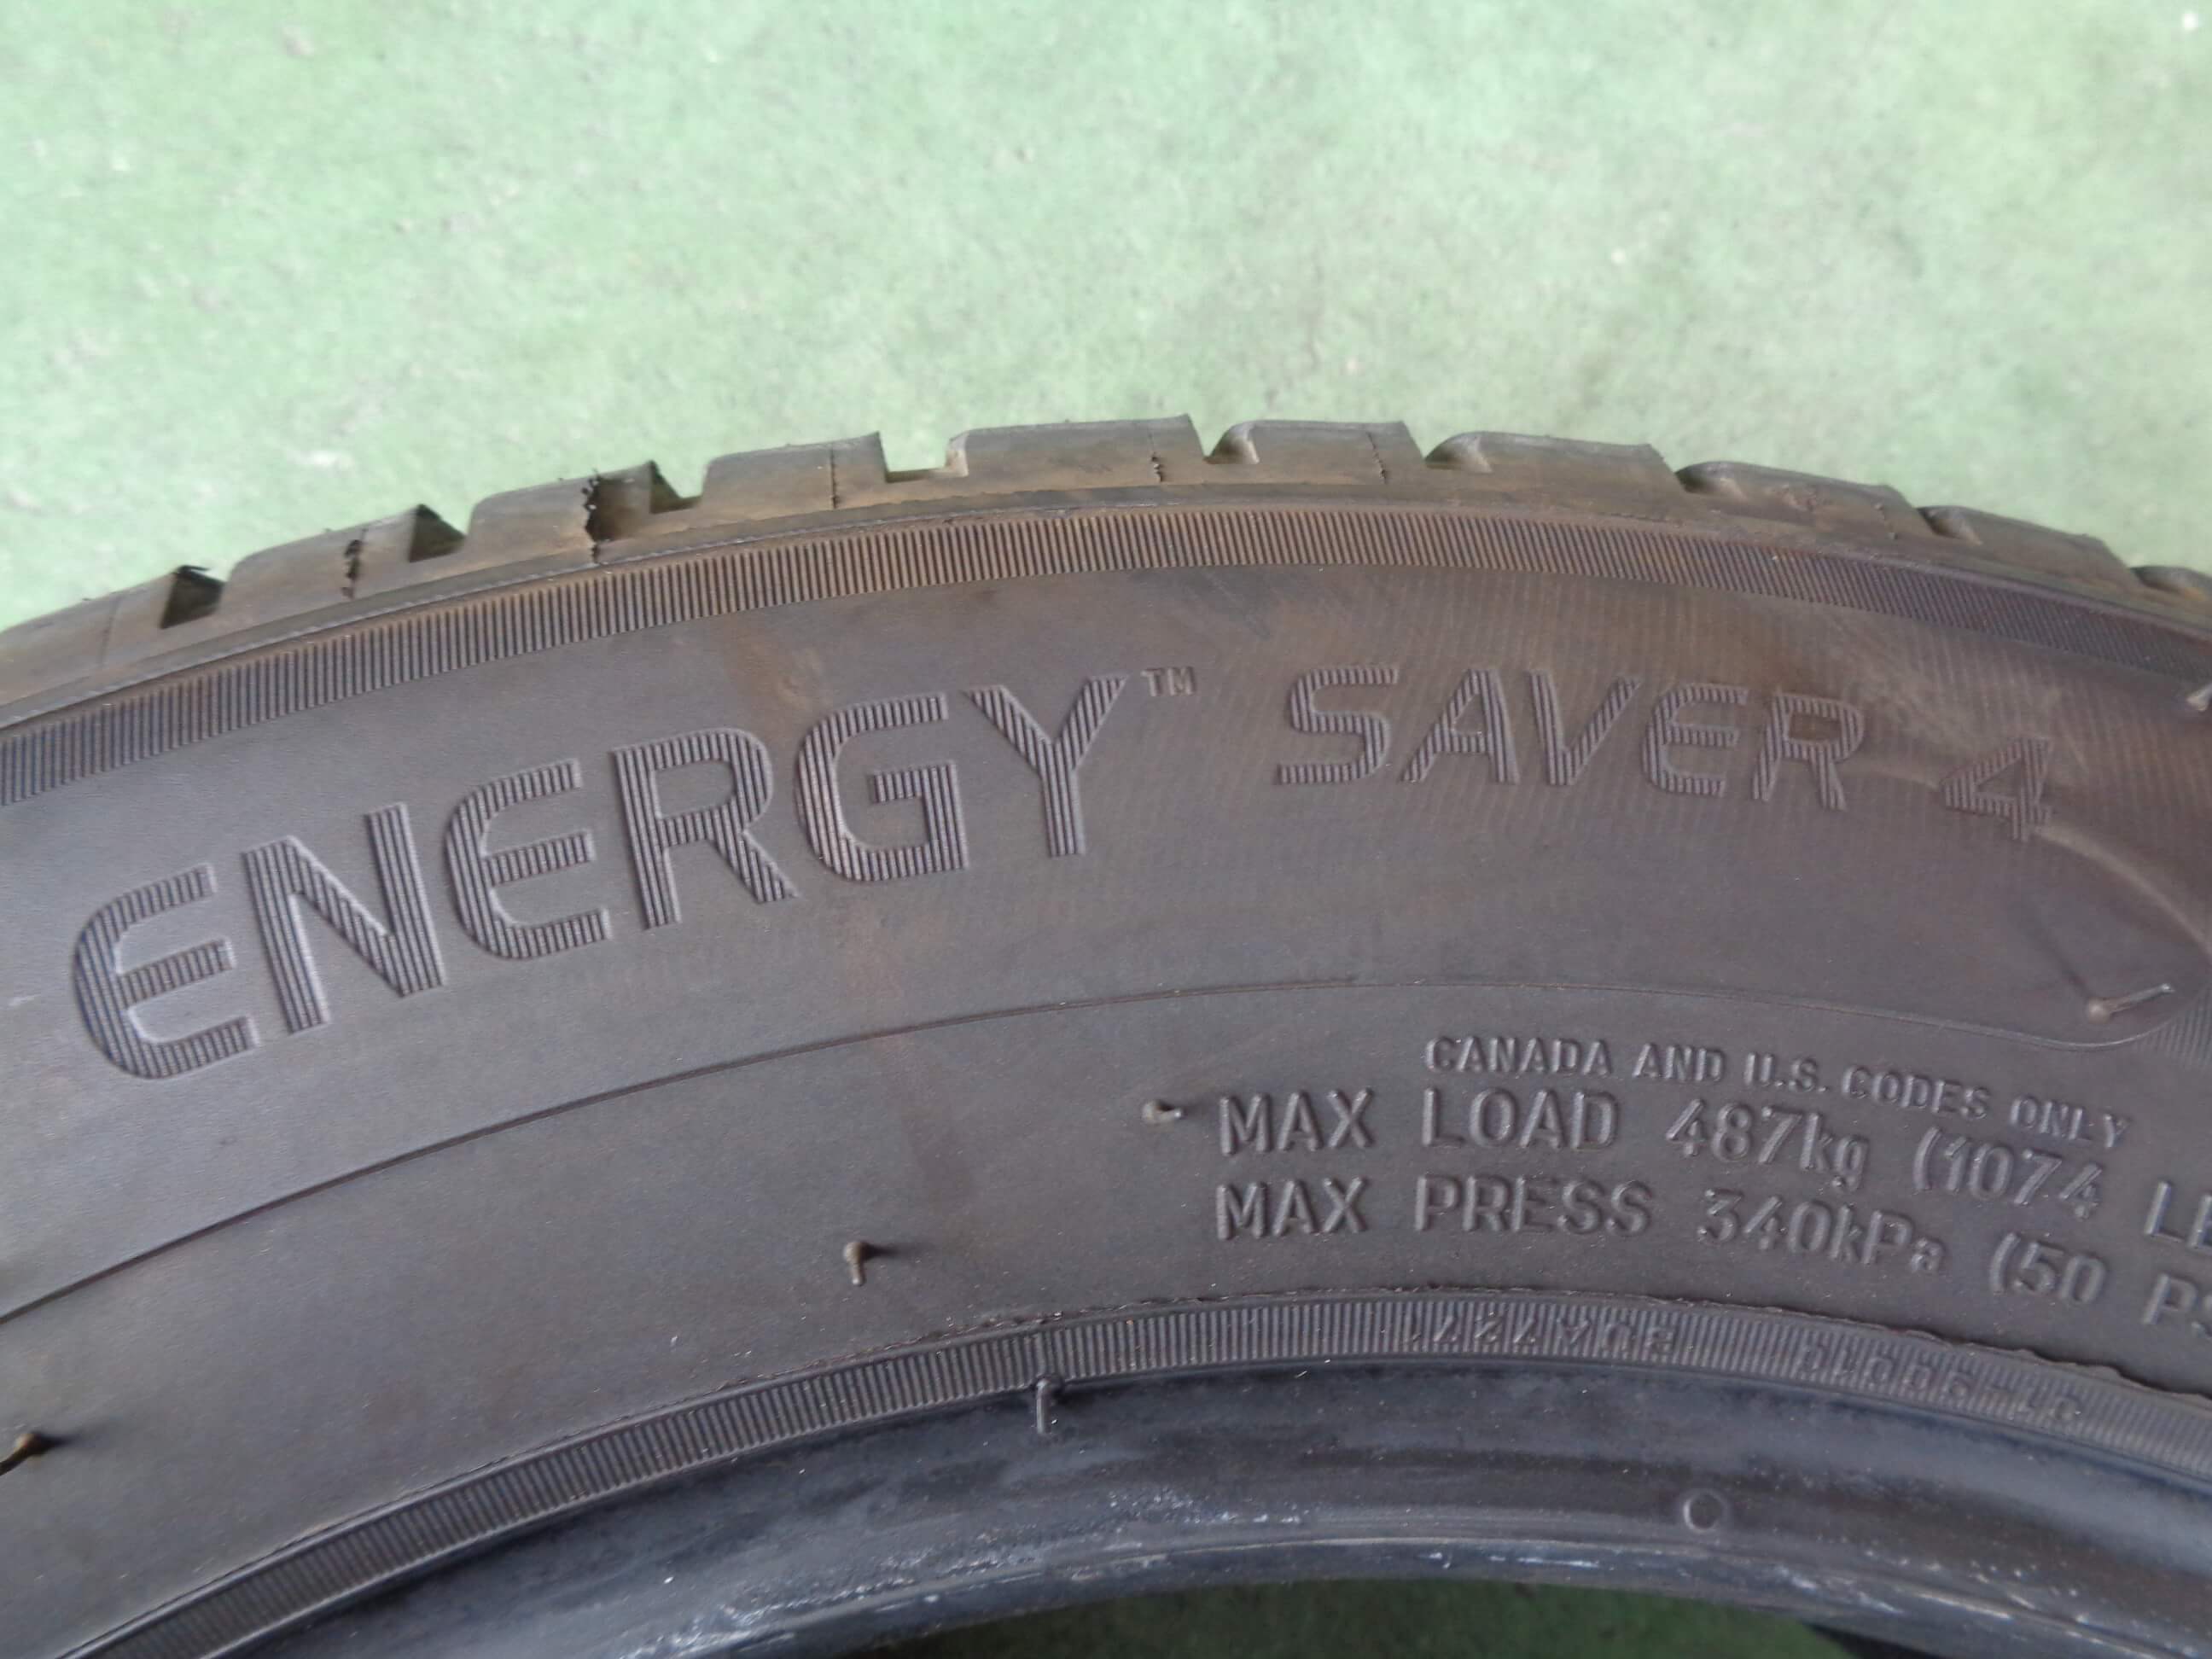 ENERGY™ SAVER 4
CANADA AND U.S. CODES ONLY
MAX LOAD 487kg (1074
MAX PRESS 340kPa (50